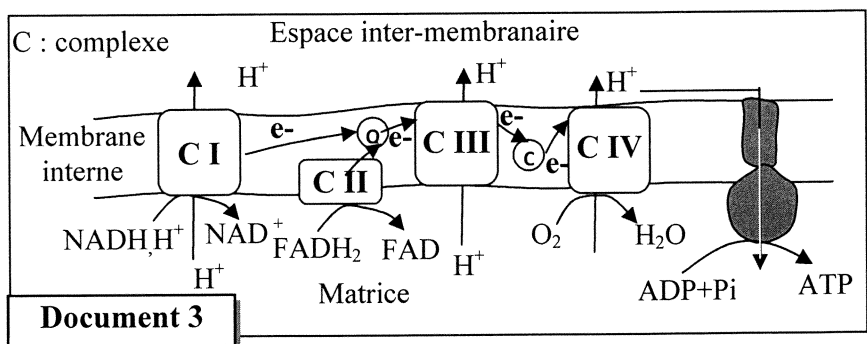 C : complexe
Espace inter-membranaire
H⁺
H⁺
H⁺
Membrane interne
C I
e-
Q
e-
C II
C III
e-
C
e-
C IV
NADH,H⁺
NAD⁺
H⁺
FADH₂
FAD
H⁺
O₂
H₂O
ADP+Pi
ATP
Matrice
Document 3